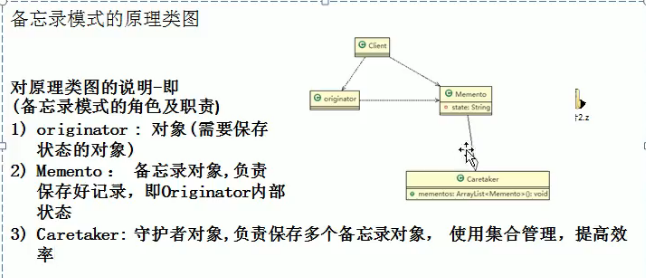 备忘录模式的原理类图
Client
originator
Memento
state: String
Caretaker
mementos: ArrayList<Memento>(): void
对原理类图的说明-即
(备忘录模式的角色及职责)
1) originator : 对象(需要保存
状态的对象)
2) Memento : 备忘录对象,负责
保存好记录，即Originator内部
状态
3) Caretaker: 守护者对象,负责保存多个备忘录对象， 使用集合管理，提高效
率
2.z